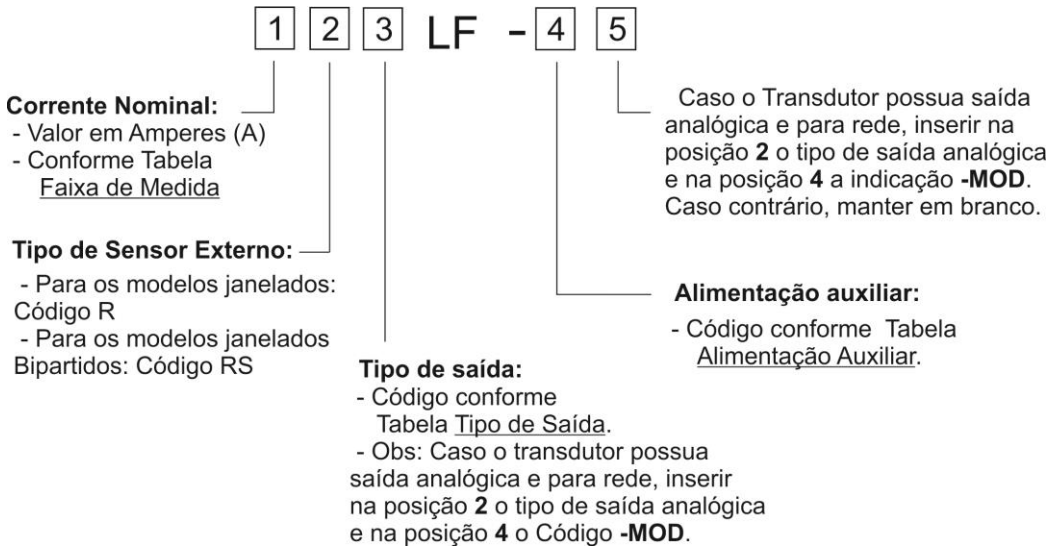 1 2 3 LF - 4 5
Corrente Nominal:
- Valor em Amperes (A)
- Conforme Tabela
Faixa de Medida
Tipo de Sensor Externo:
- Para os modelos janelados:
Código R
- Para os modelos janelados
Bipartidos: Código RS
Tipo de saída:
- Código conforme
Tabela Tipo de Saída.
- Obs: Caso o transdutor possua
saída analógica e para rede, inserir
na posição 2 o tipo de saída analógica
e na posição 4 o Código -MOD.
Caso o Transdutor possua saída
analógica e para rede, inserir na
posição 2 o tipo de saída analógica
e na posição 4 a indicação -MOD.
Caso contrário, manter em branco.
Alimentação auxiliar:
- Código conforme Tabela
Alimentação Auxiliar.